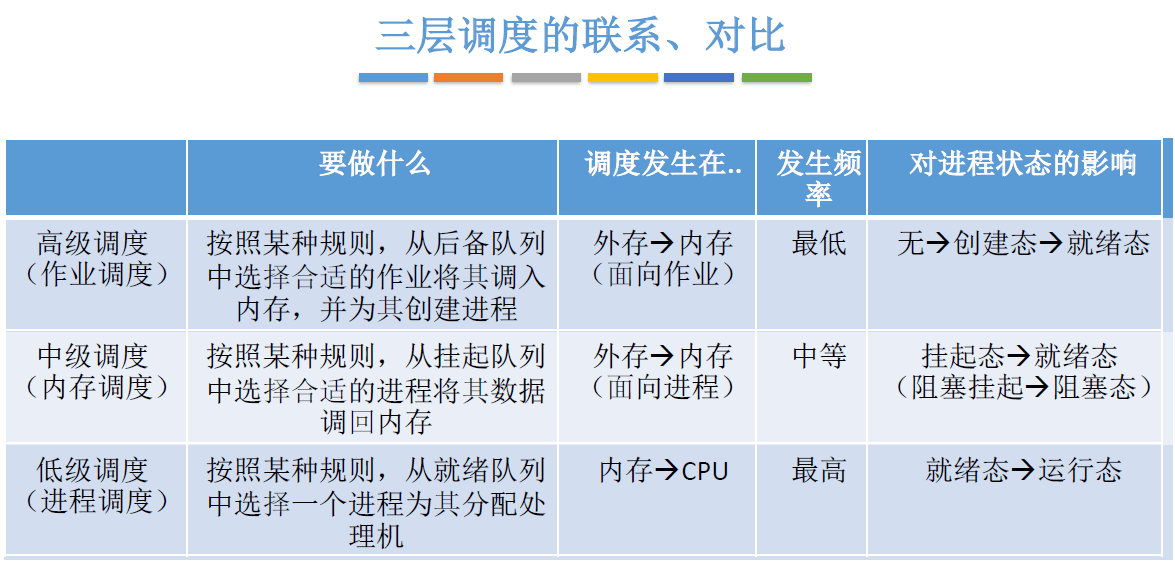 三层调度的联系、对比
要做什么
调度发生在..
发生频
率
对进程状态的影响
高级调度
（作业调度）
按照某种规则，从后备队列
中选择合适的作业将其调入
内存，并为其创建进程
外存→内存
（面向作业）
最低
无→创建态→就绪态
中级调度
（内存调度）
按照某种规则，从挂起队列
中选择合适的进程将其数据
调回内存
外存→内存
（面向进程）
中等
挂起态→就绪态
（阻塞挂起→阻塞态）
低级调度
（进程调度）
按照某种规则，从就绪队列
中选择一个进程为其分配处
理机
内存→CPU
最高
就绪态→运行态